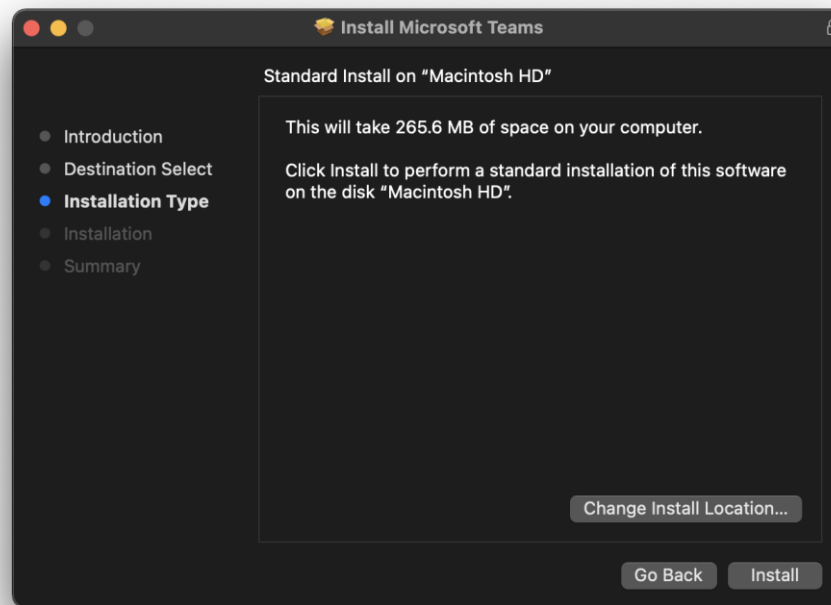 Install Microsoft Teams
Standard Install on “Macintosh HD”
Introduction
Destination Select
Installation Type
Installation
Summary
This will take 265.6 MB of space on your computer.
Click Install to perform a standard installation of this software
on the disk “Macintosh HD”.
Change Install Location...
Go Back
Install